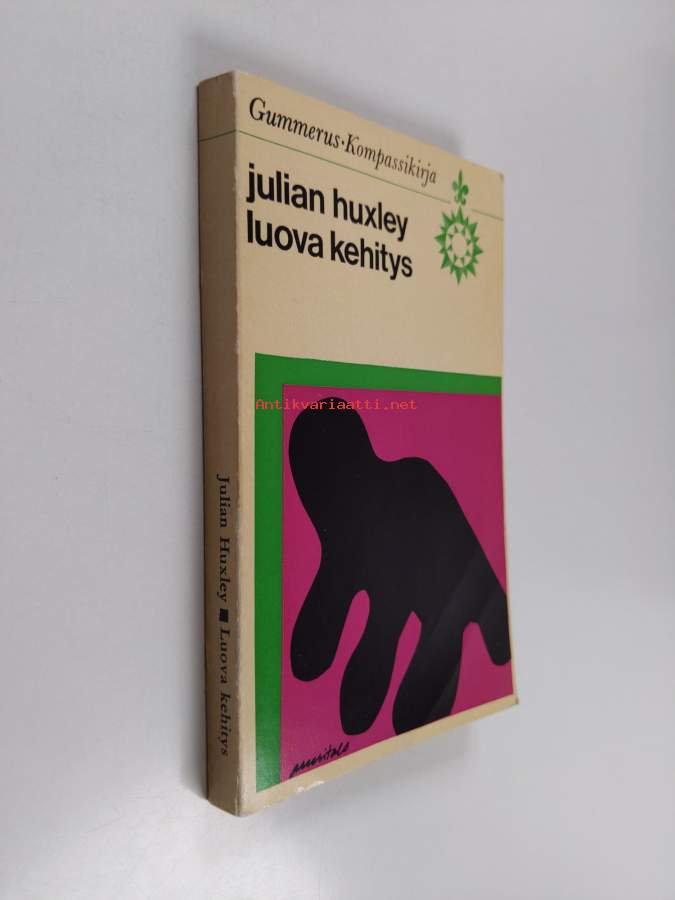 Gummerus·Kompassikirja
julian huxley
luova kehitys
Antikvariaatti.net
Julian Huxley ■ Luova kehitys